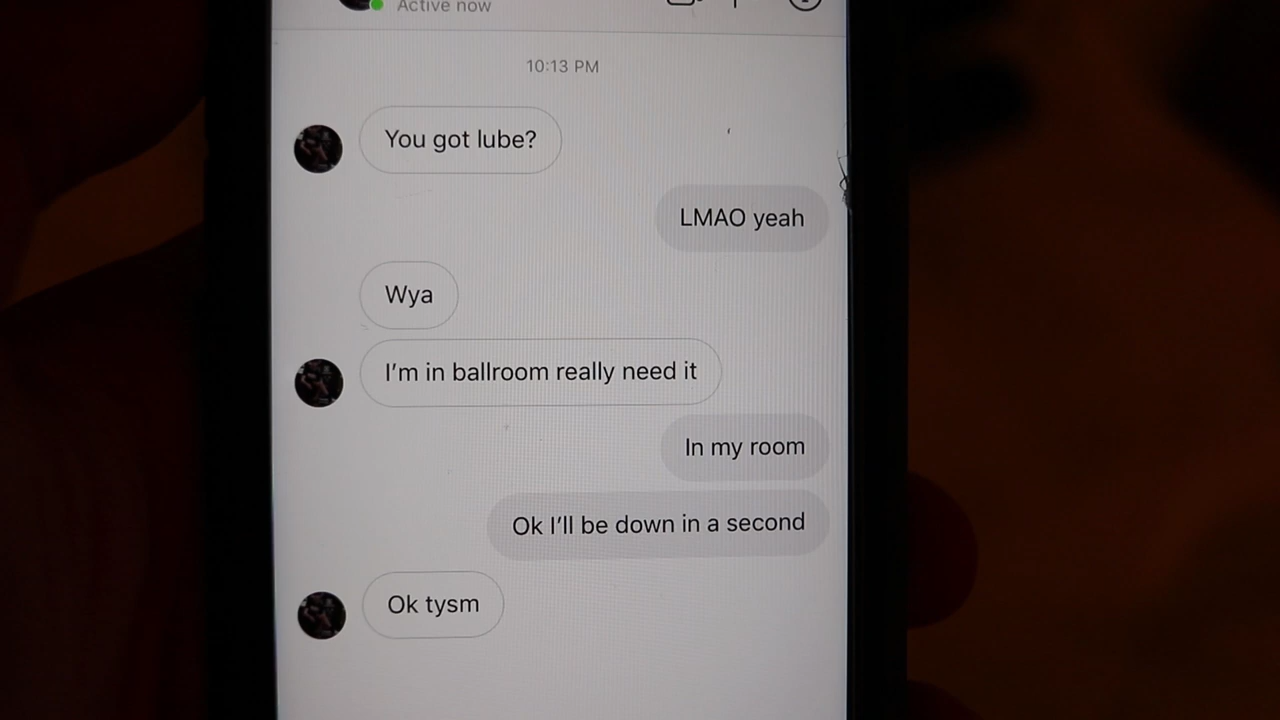 Active now
10:13 PM
You got lube?
LMAO yeah
Wya
I'm in ballroom really need it
In my room
Ok I'll be down in a second
Ok tysm